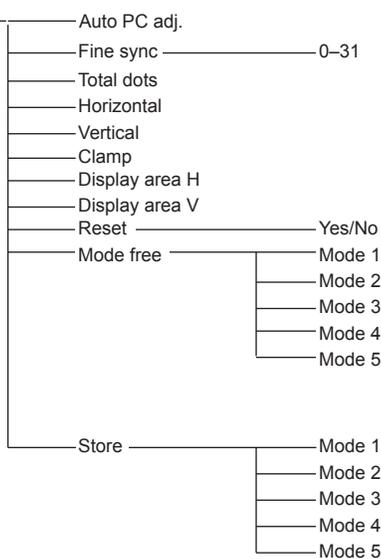 Auto PC adj.
Fine sync 0–31
Total dots
Horizontal
Vertical
Clamp
Display area H
Display area V
Reset Yes/No
Mode free Mode 1
Mode 2
Mode 3
Mode 4
Mode 5
Store Mode 1
Mode 2
Mode 3
Mode 4
Mode 5